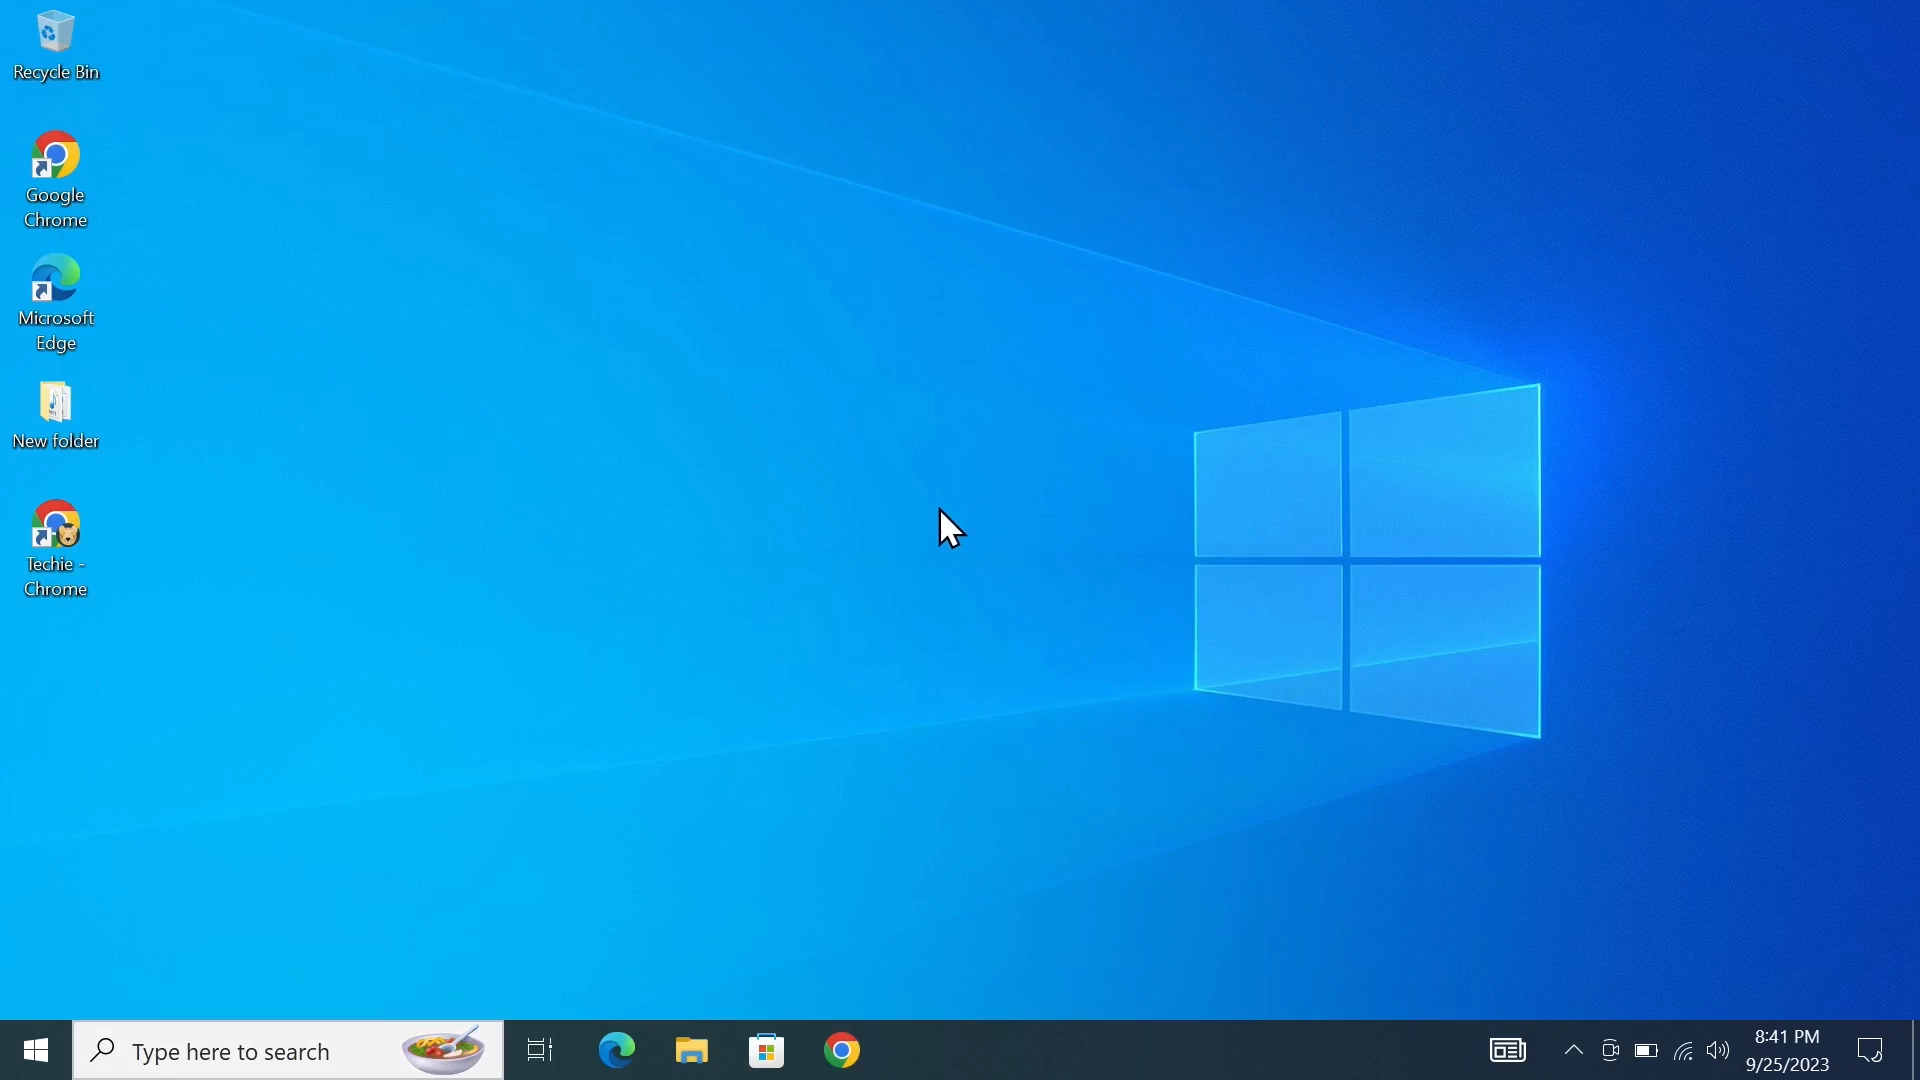 Recycle Bin
Google
Chrome
Microsoft
Edge
New folder
Techie -
Chrome
Type here to search
8:41 PM
9/25/2023